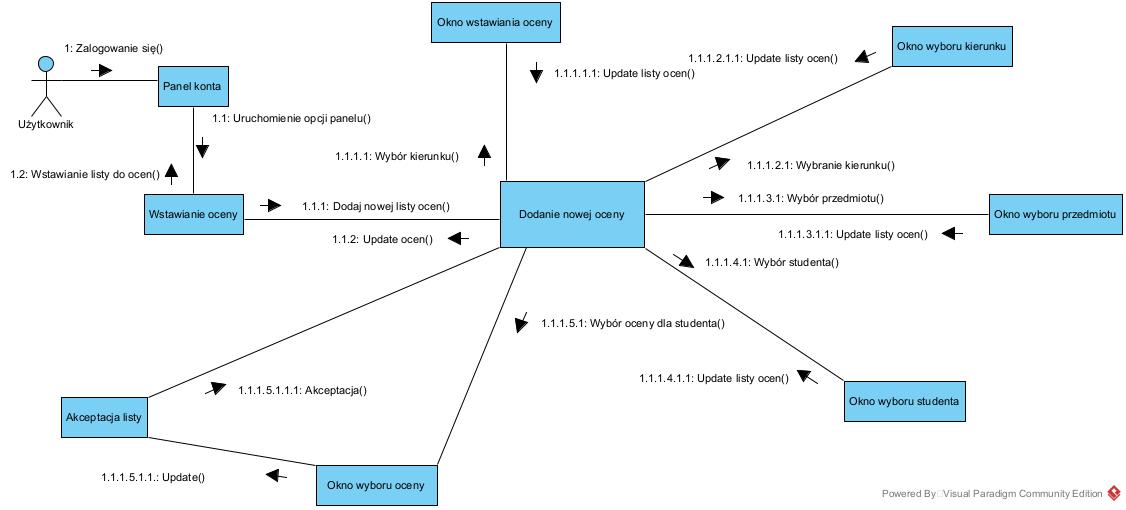 Okno wstawiania oceny
Okno wyboru kierunku
1: Zalogowanie się()
1.1.1.2.1.1: Update listy ocen()
1.1.1.1.1: Update listy ocen()
Panel konta
Użytkownik
1.1: Uruchomienie opcji panelu()
1.1.1.1: Wybór kierunku()
1.1.1.2.1: Wybranie kierunku()
1.2: Wstawianie listy do ocen()
1.1.1.3.1: Wybór przedmiotu()
1.1.1: Dodaj nowej listy ocen()
Wstawianie oceny
Dodanie nowej oceny
Okno wyboru przedmiotu
1.1.2: Update ocen()
1.1.1.3.1.1: Update listy ocen()
1.1.1.4.1: Wybór studenta()
1.1.1.5.1: Wybór oceny dla studenta()
1.1.1.4.1.1: Update listy ocen()
1.1.1.5.1.1.1: Akceptacja()
Okno wyboru studenta
Akceptacja listy
1.1.1.5.1.1.: Update()
Okno wyboru oceny
Powered By Visual Paradigm Community Edition